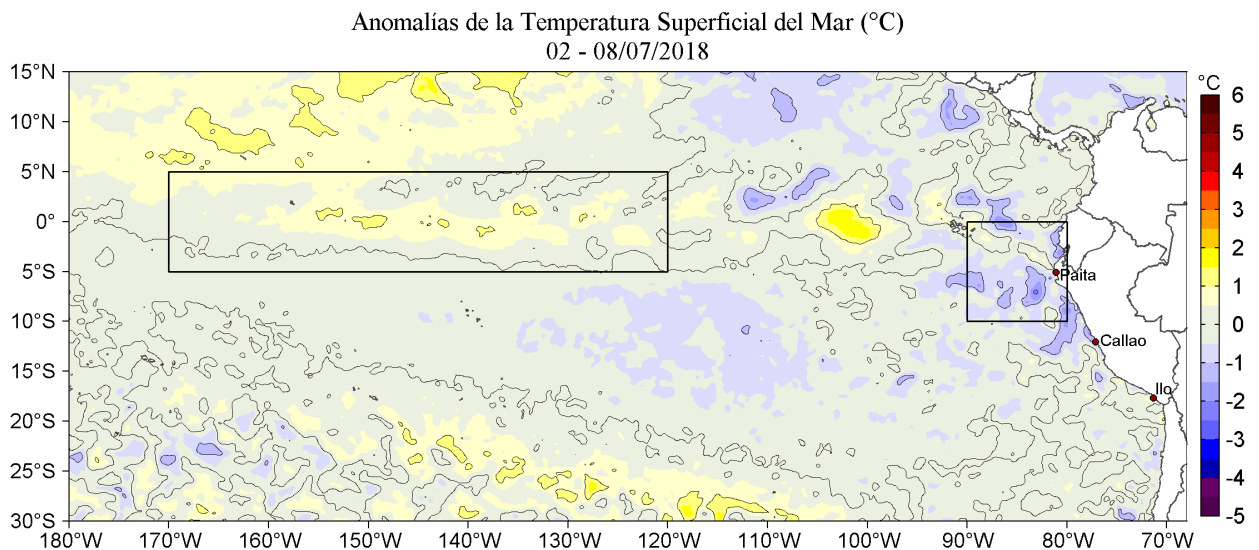 Anomalías de la Temperatura Superficial del Mar (°C)
02 - 08/07/2018
°C
15°N
10°N
5°N
0°
5°S
10°S
15°S
20°S
25°S
30°S
180°W 170°W 160°W 150°W 140°W 130°W 120°W 110°W 100°W 90°W 80°W 70°W
Paita
Callao
Ilo
6
5
4
3
2
1
0
-1
-2
-3
-4
-5